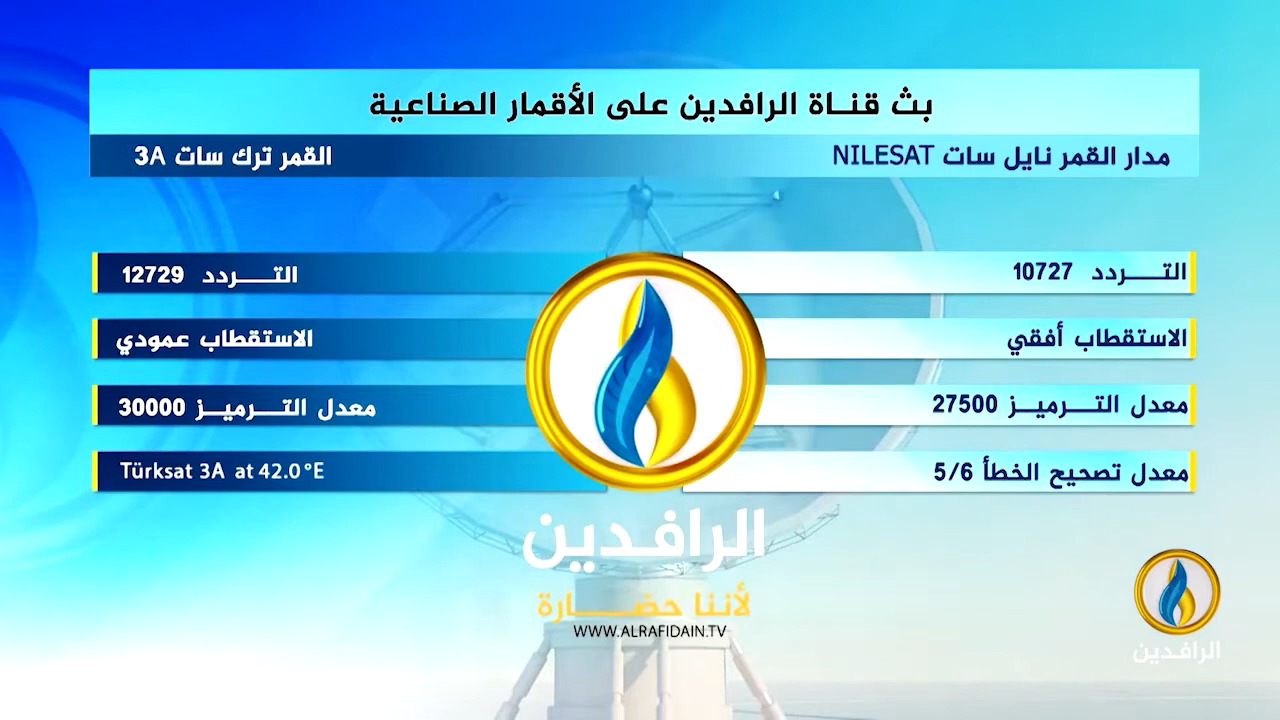 بث قناة الرافدين على الأقمار الصناعية
مدار القمر نايل سات NILESAT
القمر ترك سات 3A
التردد 10727
الاستقطاب أفقي
معدل الترميز 27500
معدل تصحيح الخطأ 5/6
التردد 12729
الاستقطاب عمودي
معدل الترميز 30000
Türksat 3A at 42.0°E
الرافدين
لأننا حضارة
WWW.ALRAFIDAIN.TV
الرافدين